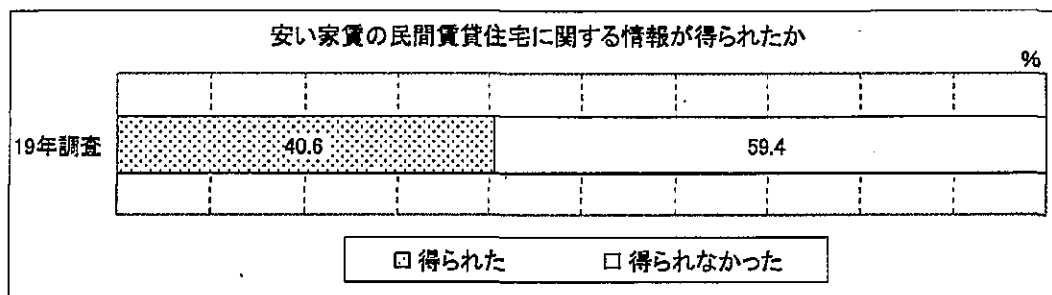 安い家賃の民間賃貸住宅に関する情報が得られたか
%
19年調査
40.6
59.4
得られた 得られなかった